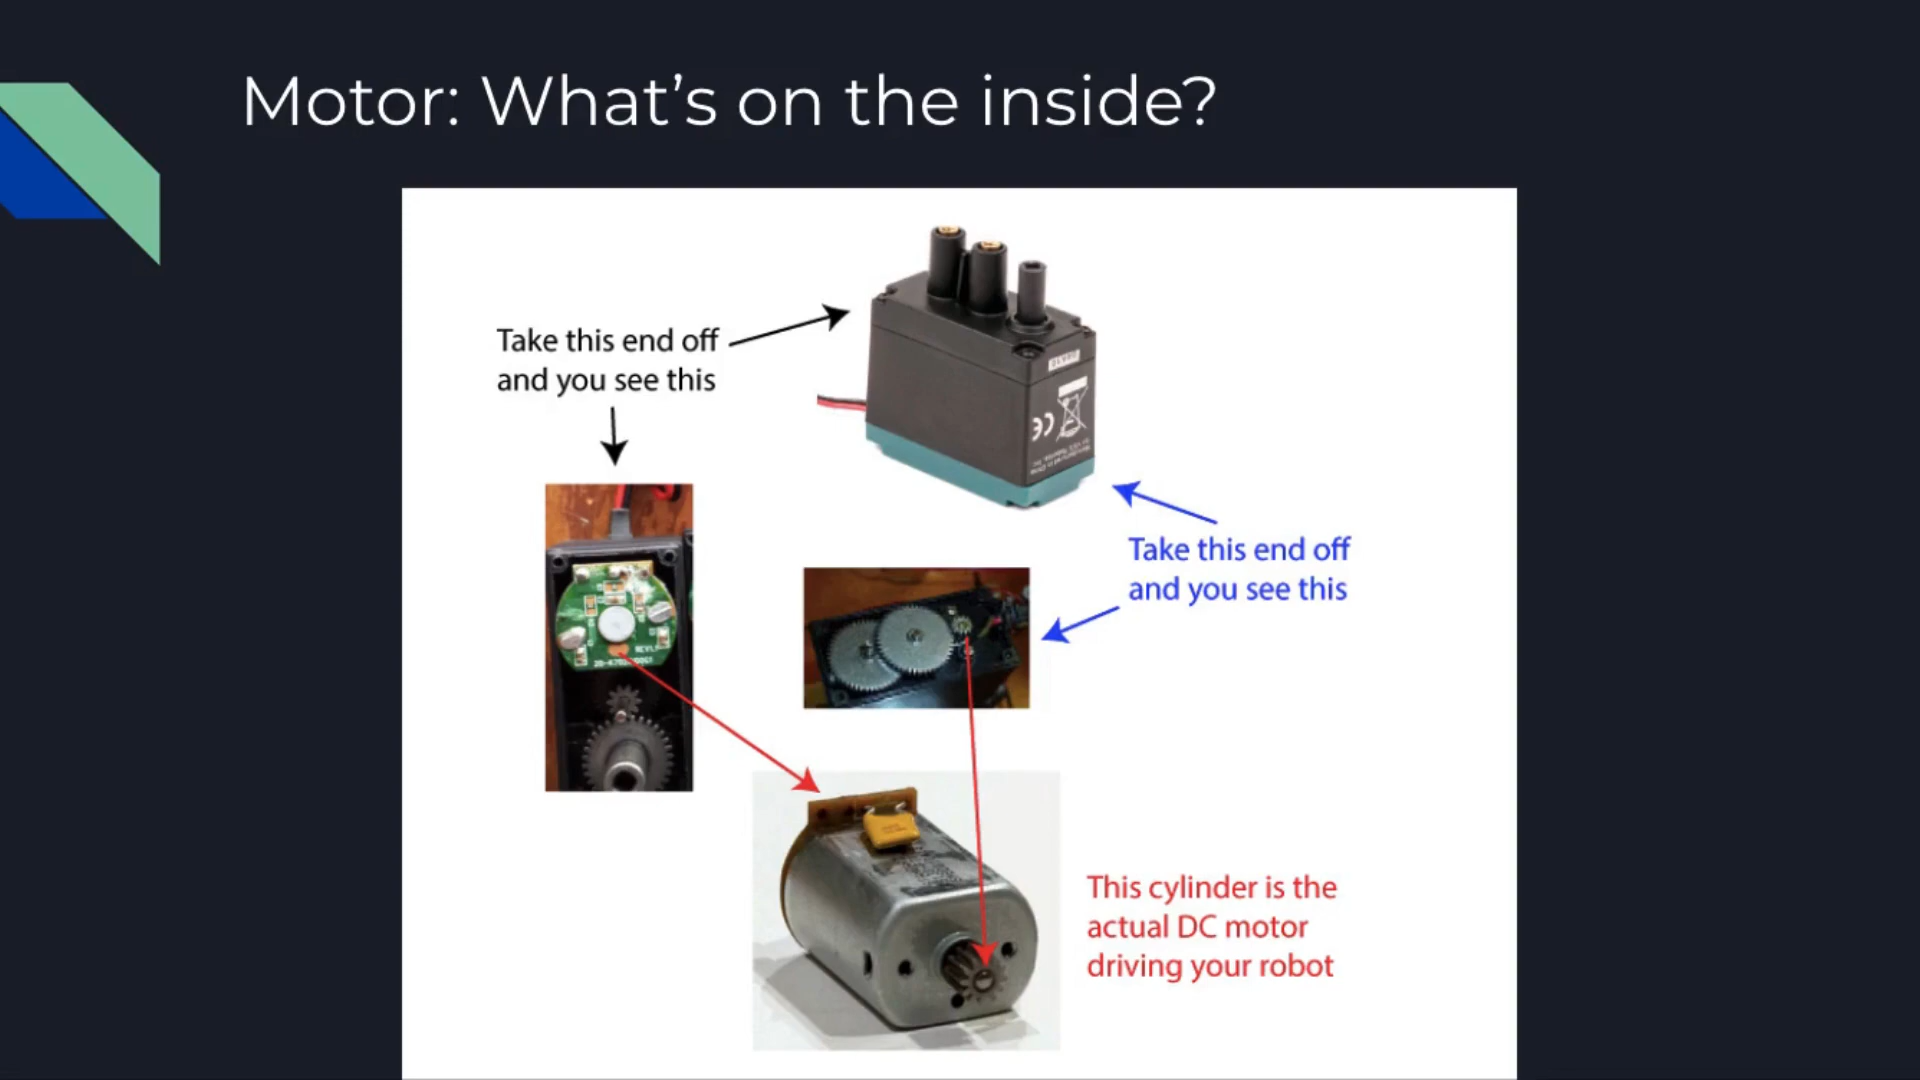 Motor: What's on the inside?
Take this end off
and you see this
CE
Take this end off
and you see this
This cylinder is the
actual DC motor
driving your robot